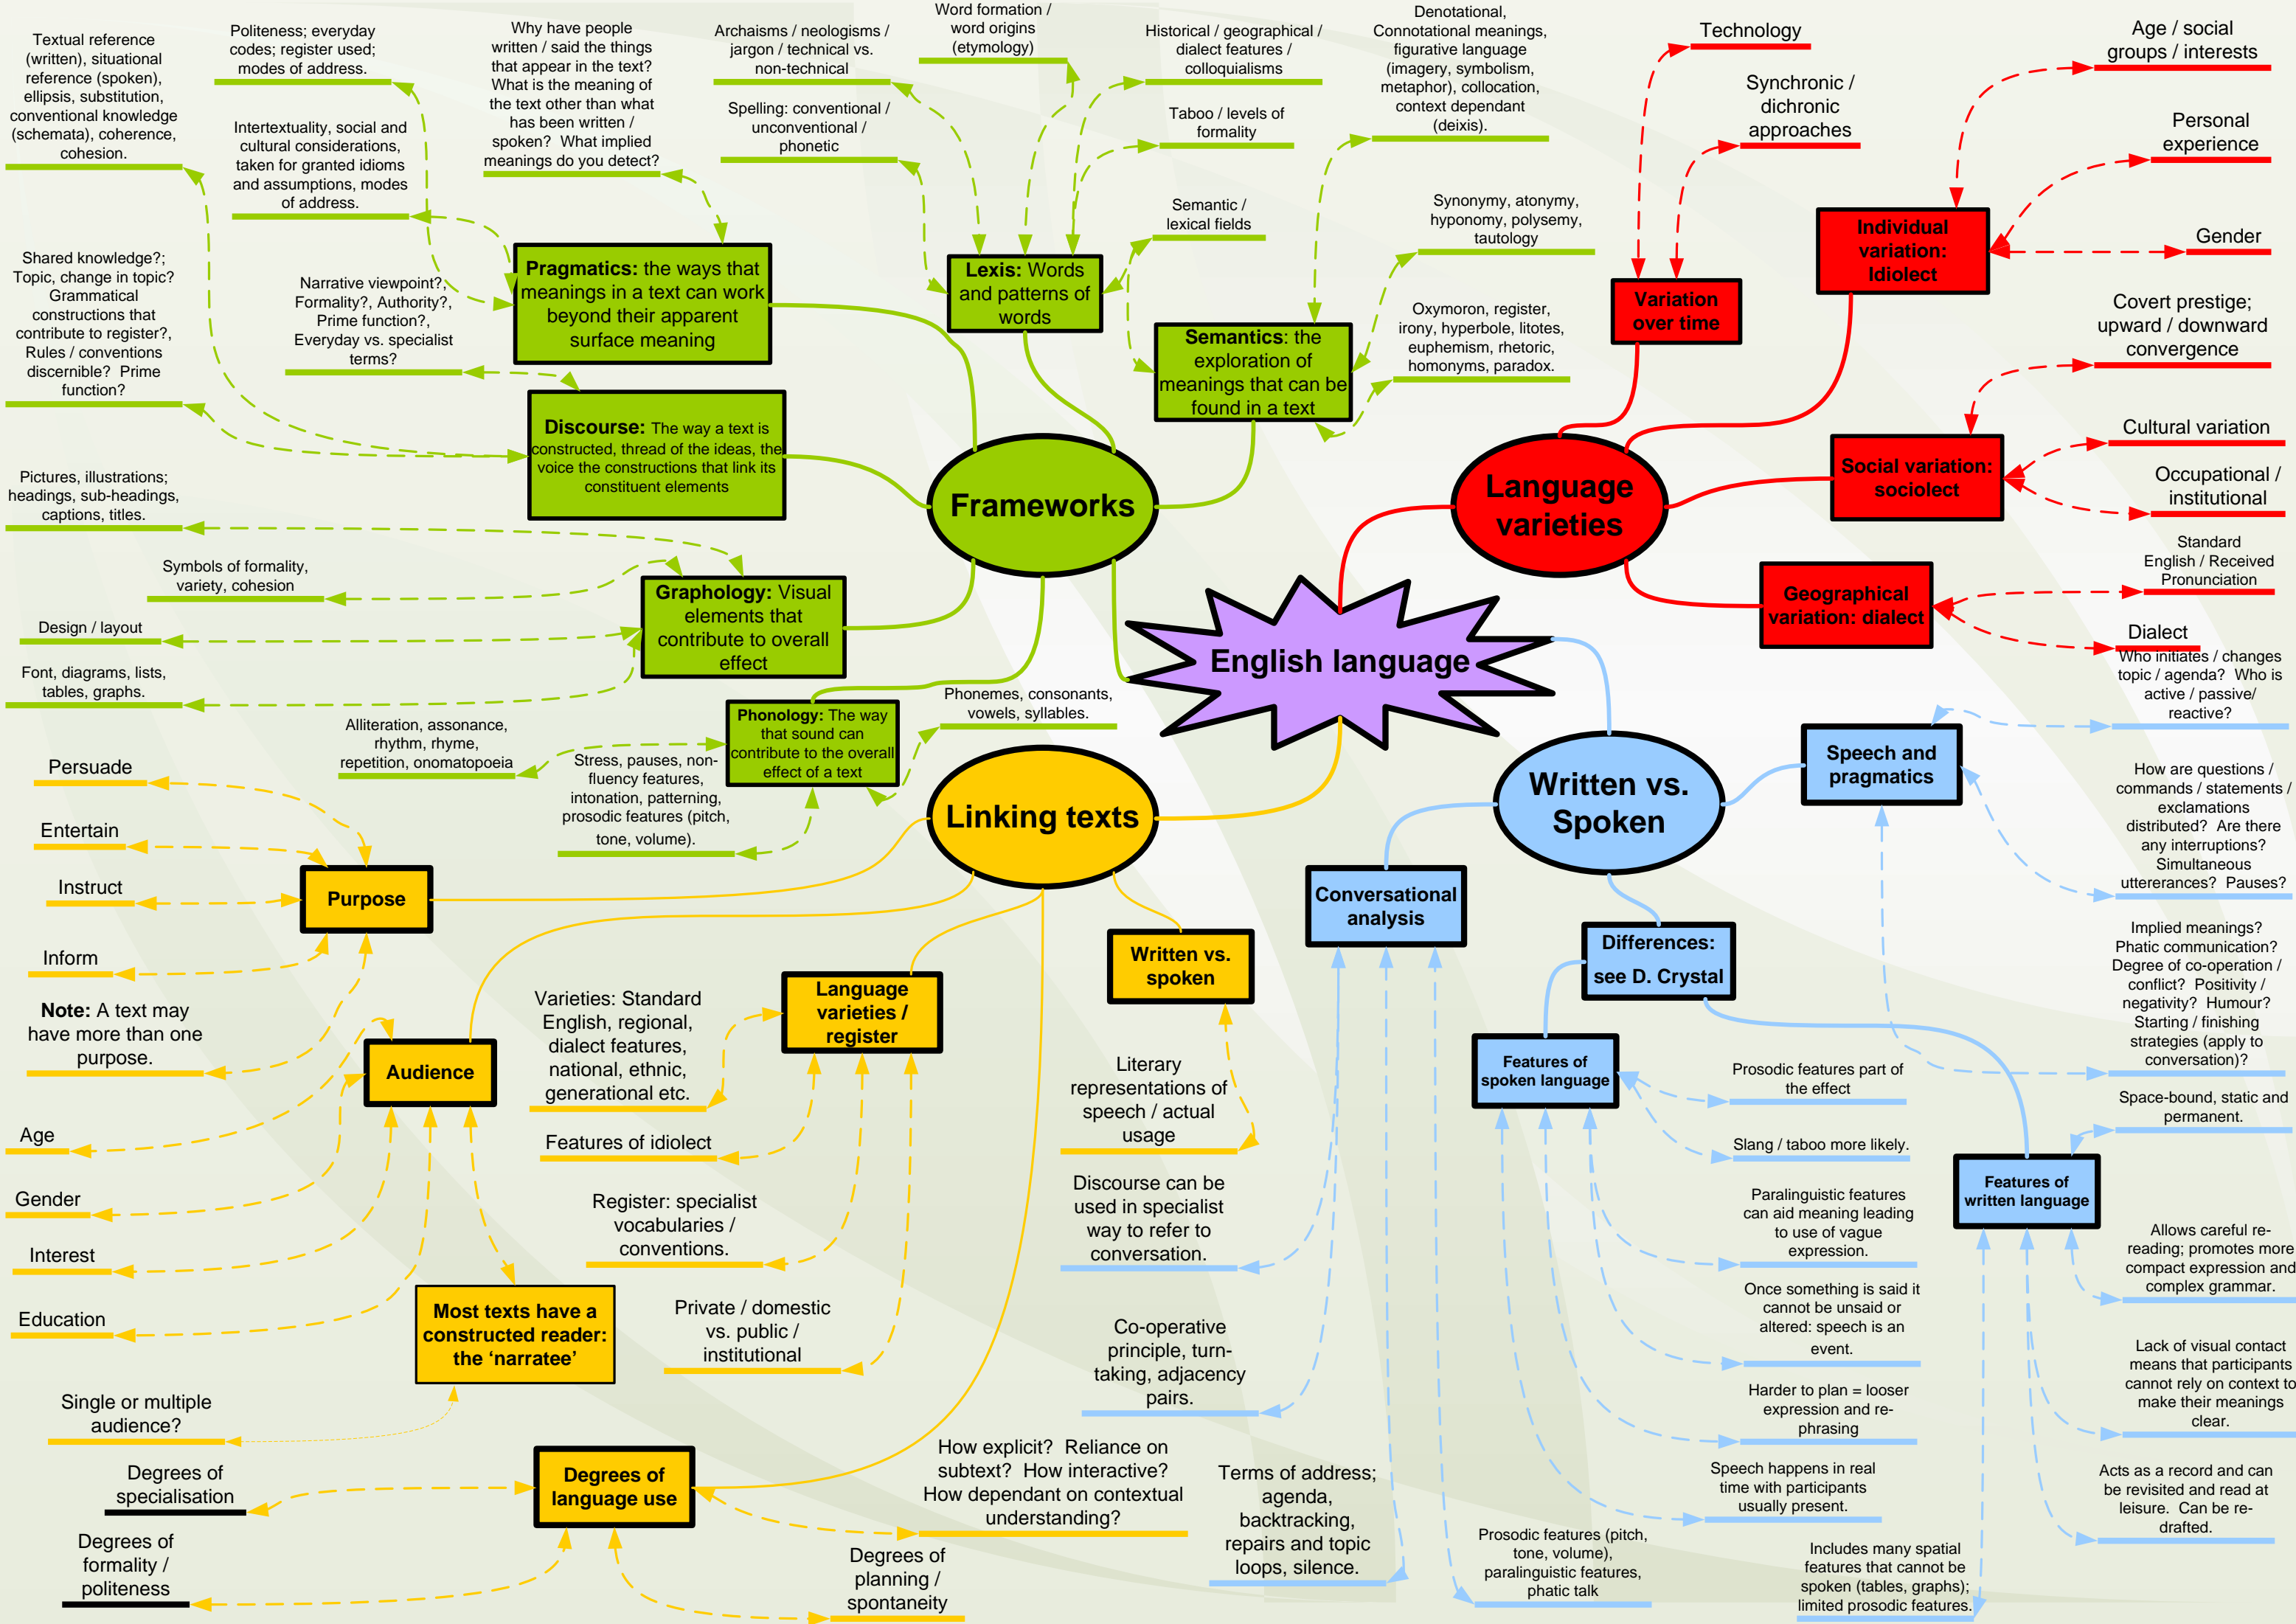 English language
Frameworks
Pragmatics: the ways that
meanings in a text can work
beyond their apparent
surface meaning
Textual reference
(written), situational
reference (spoken),
ellipsis, substitution,
conventional knowledge
(schemata), coherence,
cohesion.
Politeness; everyday
codes; register used;
modes of address.
Intertextuality, social and
cultural considerations,
taken for granted idioms
and assumptions, modes
of address.
Why have people
written / said the things
that appear in the text?
What is the meaning of
the text other than what
has been written /
spoken?  What implied
meanings do you detect?
Discourse: The way a text is
constructed, thread of the ideas, the
voice the constructions that link its
constituent elements
Shared knowledge?;
Topic, change in topic?
Grammatical
constructions that
contribute to register?,
Rules / conventions
discernible?  Prime
function?
Narrative viewpoint?,
Formality?, Authority?,
Prime function?,
Everyday vs. specialist
terms?
Lexis: Words
and patterns of
words
Archaisms / neologisms /
jargon / technical vs.
non-technical
Spelling: conventional /
unconventional /
phonetic
Word formation /
word origins
(etymology)
Historical / geographical /
dialect features /
colloquialisms
Taboo / levels of
formality
Semantic /
lexical fields
Semantics: the
exploration of
meanings that can be
found in a text
Denotational,
Connotational meanings,
figurative language
(imagery, symbolism,
metaphor), collocation,
context dependant
(deixis).
Synonymy, atonymy,
hyponomy, polysemy,
tautology
Oxymoron, register,
irony, hyperbole, litotes,
euphemism, rhetoric,
homonyms, paradox.
Graphology: Visual
elements that
contribute to overall
effect
Pictures, illustrations;
headings, sub-headings,
captions, titles.
Symbols of formality,
variety, cohesion
Design / layout
Font, diagrams, lists,
tables, graphs.
Phonology: The way
that sound can
contribute to the overall
effect of a text
Alliteration, assonance,
rhythm, rhyme,
repetition, onomatopoeia
Stress, pauses, non-
fluency features,
intonation, patterning,
prosodic features (pitch,
tone, volume).
Phonemes, consonants,
vowels, syllables.
Language
varieties
Variation
over time
Technology
Synchronic /
dichronic
approaches
Individual
variation:
Idiolect
Age / social
groups / interests
Personal
experience
Gender
Social variation:
sociolect
Covert prestige;
upward / downward
convergence
Cultural variation
Occupational /
institutional
Geographical
variation: dialect
Standard
English / Received
Pronunciation
Dialect
Linking texts
Purpose
Persuade
Entertain
Instruct
Inform
Note: A text may
have more than one
purpose.
Audience
Age
Gender
Interest
Education
Most texts have a
constructed reader:
the ‘narratee’
Single or multiple
audience?
Language
varieties /
register
Varieties: Standard
English, regional,
dialect features,
national, ethnic,
generational etc.
Features of idiolect
Register: specialist
vocabularies /
conventions.
Private / domestic
vs. public /
institutional
Written vs.
spoken
Literary
representations of
speech / actual
usage
Degrees of
language use
Degrees of
specialisation
Degrees of
formality /
politeness
How explicit?  Reliance on
subtext?  How interactive?
How dependant on contextual
understanding?
Degrees of
planning /
spontaneity
Written vs.
Spoken
Speech and
pragmatics
Who initiates / changes
topic / agenda?  Who is
active / passive/
reactive?
How are questions /
commands / statements /
exclamations
distributed?  Are there
any interruptions?
Simultaneous
uttererances?  Pauses?
Implied meanings?
Phatic communication?
Degree of co-operation /
conflict?  Positivity /
negativity?  Humour?
Starting / finishing
strategies (apply to
conversation)?
Conversational
analysis
Discourse can be
used in specialist
way to refer to
conversation.
Co-operative
principle, turn-
taking, adjacency
pairs.
Terms of address;
agenda,
backtracking,
repairs and topic
loops, silence.
Prosodic features (pitch,
tone, volume),
paralinguistic features,
phatic talk
Differences:
see D. Crystal
Features of
spoken language
Prosodic features part of
the effect
Slang / taboo more likely.
Paralinguistic features
can aid meaning leading
to use of vague
expression.
Once something is said it
cannot be unsaid or
altered: speech is an
event.
Harder to plan = looser
expression and re-
phrasing
Speech happens in real
time with participants
usually present.
Features of
written language
Space-bound, static and
permanent.
Allows careful re-
reading; promotes more
compact expression and
complex grammar.
Lack of visual contact
means that participants
cannot rely on context to
make their meanings
clear.
Acts as a record and can
be revisited and read at
leisure.  Can be re-
drafted.
Includes many spatial
features that cannot be
spoken (tables, graphs);
limited prosodic features.